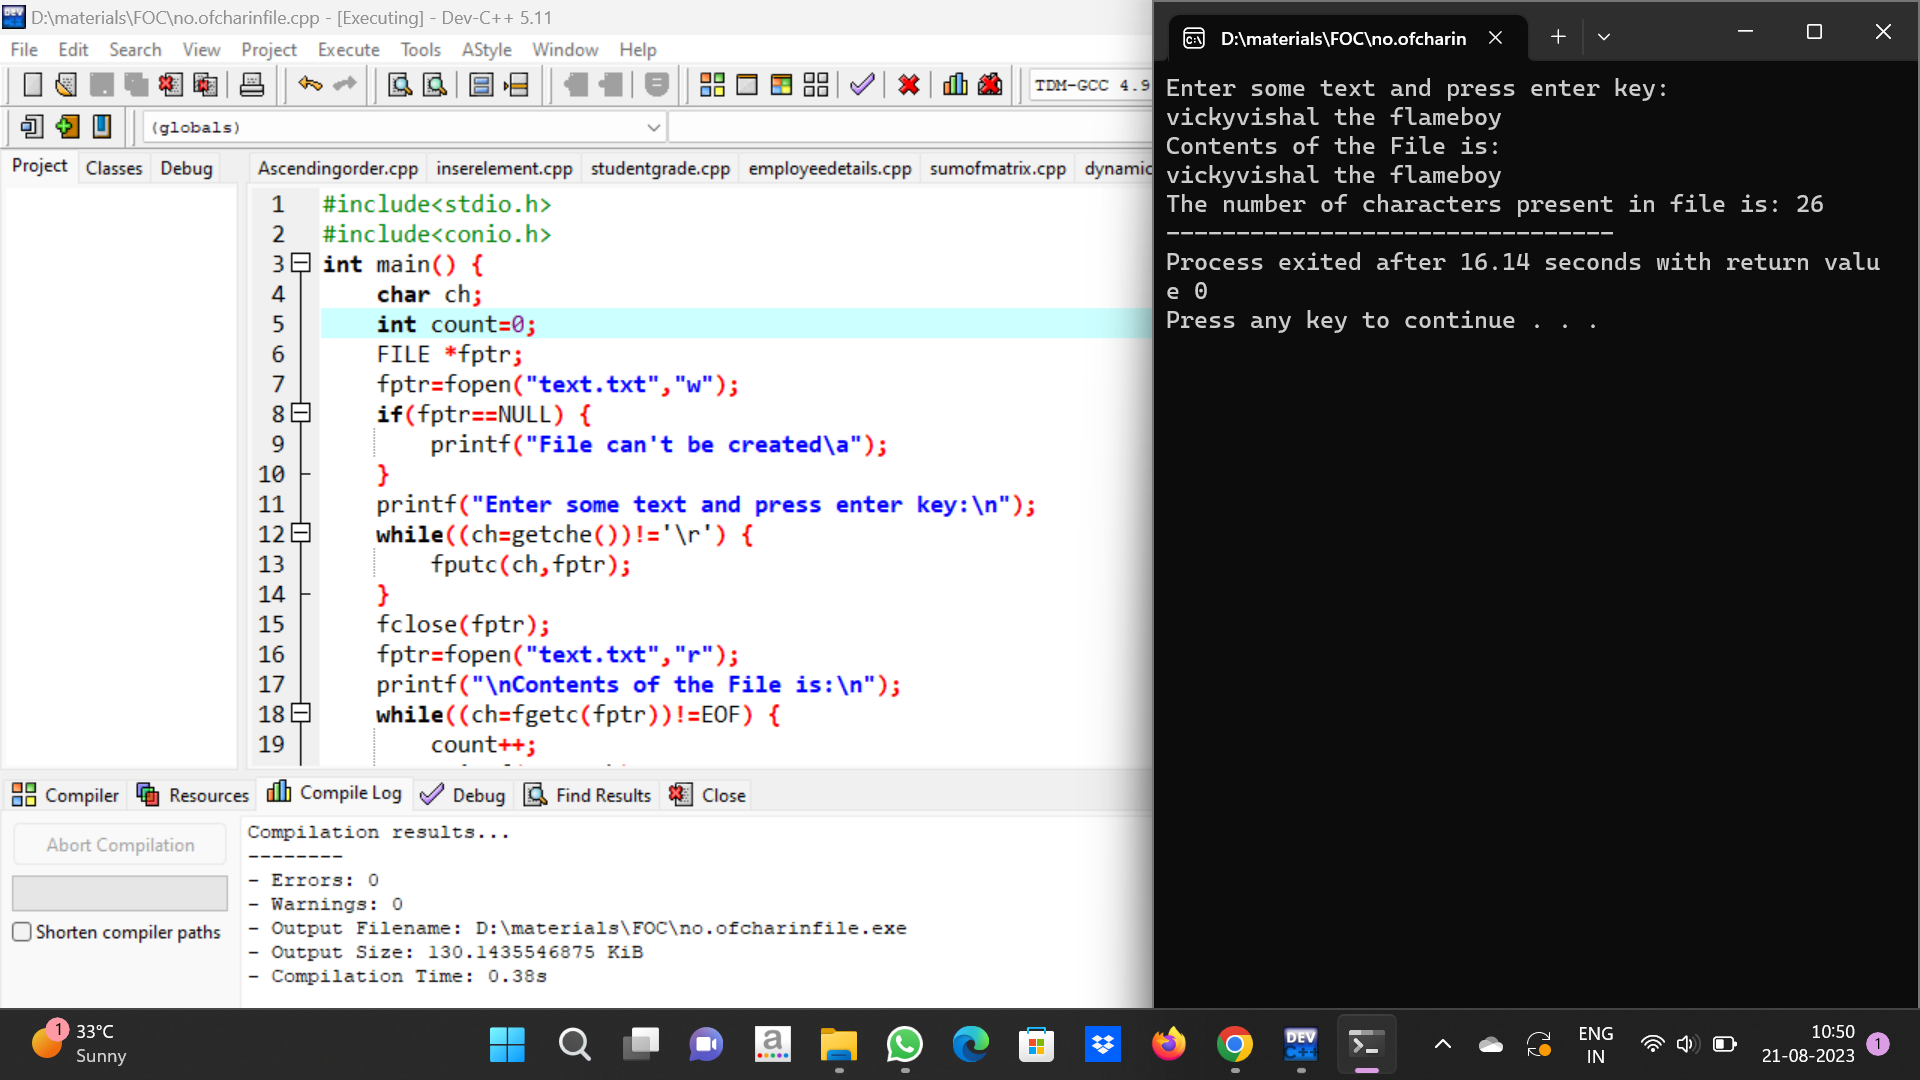 D:\materials\FOC\no.ofcharinfile.cpp - [Executing] - Dev-C++ 5.11
File Edit Search View Project Execute Tools AStyle Window Help
TDM-GCC 4.9
(globals)
Project Classes Debug
Ascendingorder.cpp inserelement.cpp studentgrade.cpp employeedetails.cpp sumofmatrix.cpp dynamic
1 #include<stdio.h>
2 #include<conio.h>
3 int main() {
4 char ch;
5 int count=0;
6 FILE *fptr;
7 fptr=fopen("text.txt","w");
8 if(fptr==NULL) {
9 printf("File can't be created\a");
10 }
11 printf("Enter some text and press enter key:\n");
12 while((ch=getche())!='\r') {
13 fputc(ch,fptr);
14 }
15 fclose(fptr);
16 fptr=fopen("text.txt","r");
17 printf("\nContents of the File is:\n");
18 while((ch=fgetc(fptr))!=EOF) {
19 count++;
Compiler Resources Compile Log Debug Find Results Close
Abort Compilation
Shorten compiler paths
Compilation results...
--------
- Errors: 0
- Warnings: 0
- Output Filename: D:\materials\FOC\no.ofcharinfile.exe
- Output Size: 130.1435546875 KiB
- Compilation Time: 0.38s
D:\materials\FOC\no.ofcharin
Enter some text and press enter key:
vickyvishal the flameboy
Contents of the File is:
vickyvishal the flameboy
The number of characters present in file is: 26
--------------------------------
Process exited after 16.14 seconds with return valu
e 0
Press any key to continue . . .
1
33°C
Sunny
a
DEV
C++
ENG
IN
10:50
21-08-2023
1